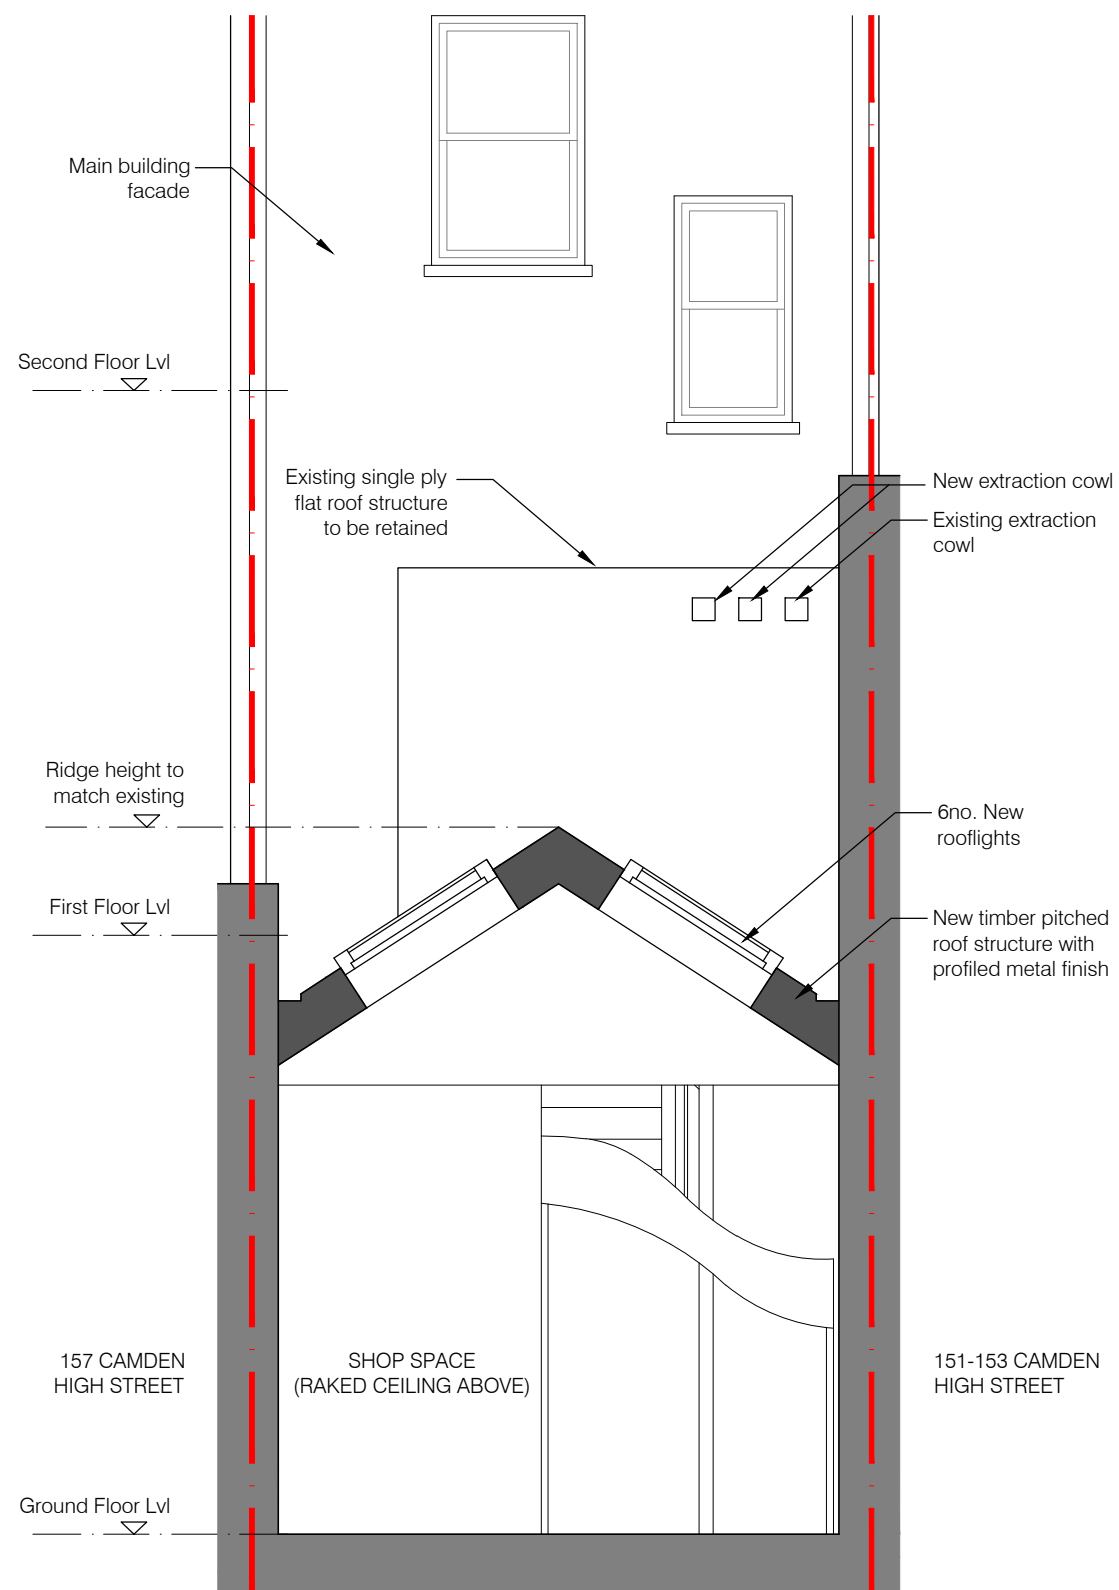 Main building
facade
Second Floor Lvl
Existing single ply
flat roof structure
to be retained
New extraction cowl
Existing extraction
cowl
Ridge height to
match existing
6no. New
rooflights
First Floor Lvl
New timber pitched
roof structure with
profiled metal finish
157 CAMDEN
HIGH STREET
SHOP SPACE
(RAKED CEILING ABOVE)
151-153 CAMDEN
HIGH STREET
Ground Floor Lvl